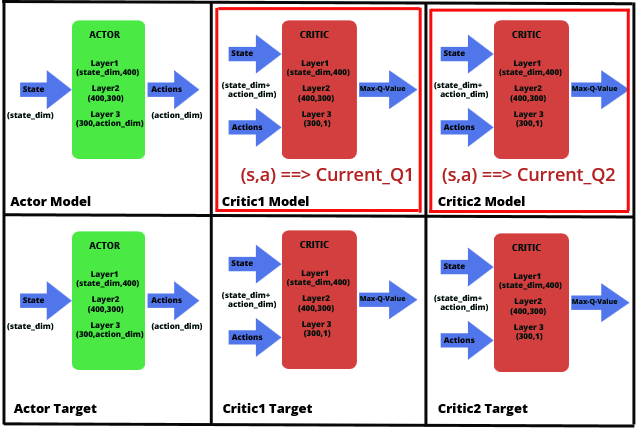 ACTOR
Layer1
(state_dim,400)
Layer2
(400,300)
Layer 3
(300,action_dim)
State
(state_dim)
Actions
(action_dim)
Actor Model
CRITIC
Layer1
(state_dim,400)
Layer2
(400,300)
Layer 3
(300,1)
State
(state_dim+
action_dim)
Actions
Max-Q-Value
(s,a) ==> Current_Q1
Critic1 Model
CRITIC
Layer1
(state_dim,400)
Layer2
(400,300)
Layer 3
(300,1)
State
(state_dim+
action_dim)
Actions
Max-Q-Value
(s,a) ==> Current_Q2
Critic2 Model
ACTOR
Layer1
(state_dim,400)
Layer2
(400,300)
Layer 3
(300,action_dim)
State
(state_dim)
Actions
(action_dim)
Actor Target
CRITIC
Layer1
(state_dim,400)
Layer2
(400,300)
Layer 3
(300,1)
State
(state_dim+
action_dim)
Actions
Max-Q-Value
Critic1 Target
CRITIC
Layer1
(state_dim,400)
Layer2
(400,300)
Layer 3
(300,1)
State
(state_dim+
action_dim)
Actions
Max-Q-Value
Critic2 Target